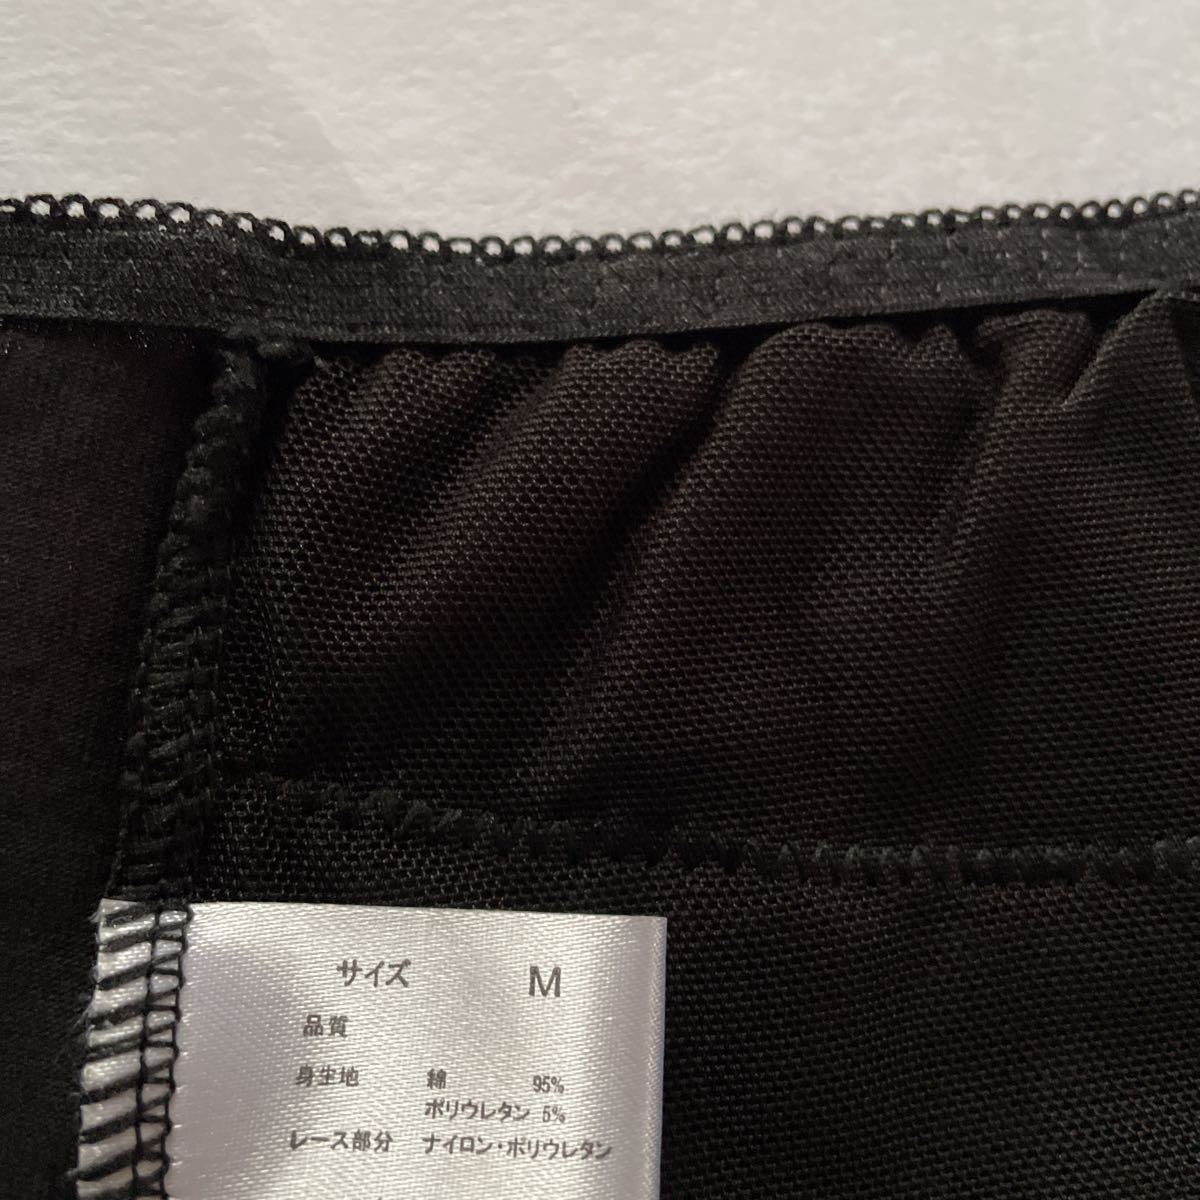 サイズ M
品質
身生地 綿 95%
ポリウレタン 5%
レース部分 ナイロン・ポリウレタン